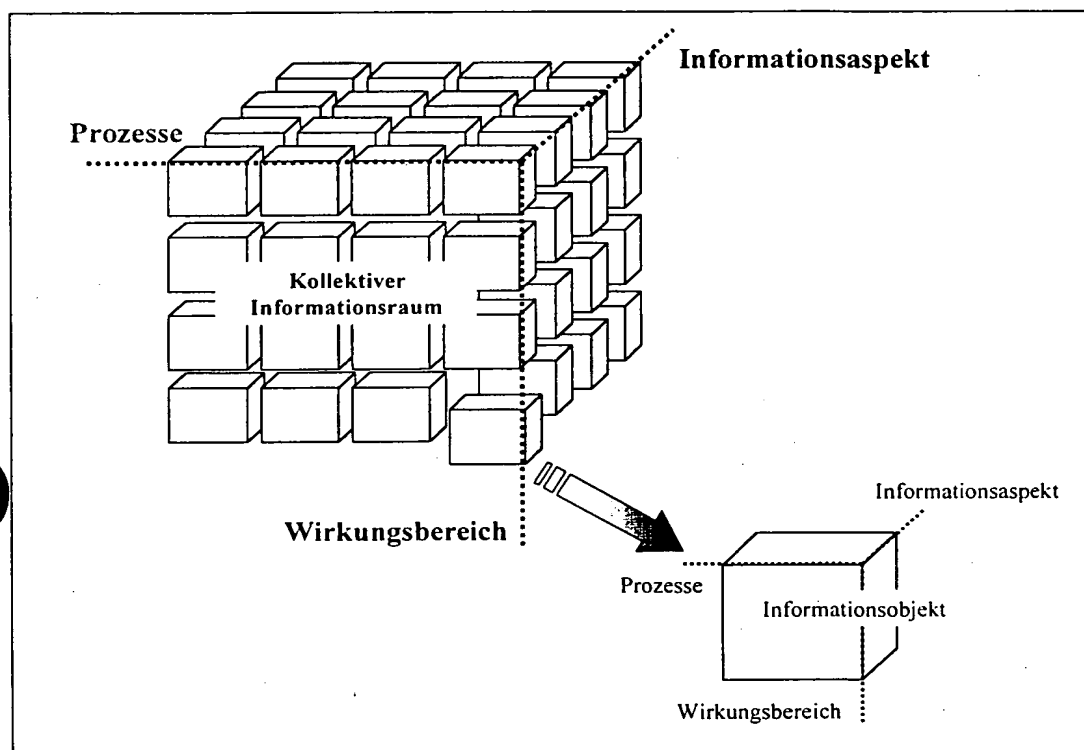 Informationsaspekt
Prozesse
Kollektiver
Informationsraum
Wirkungsbereich
Informationsaspekt
Prozesse
Informationsobjekt
Wirkungsbereich